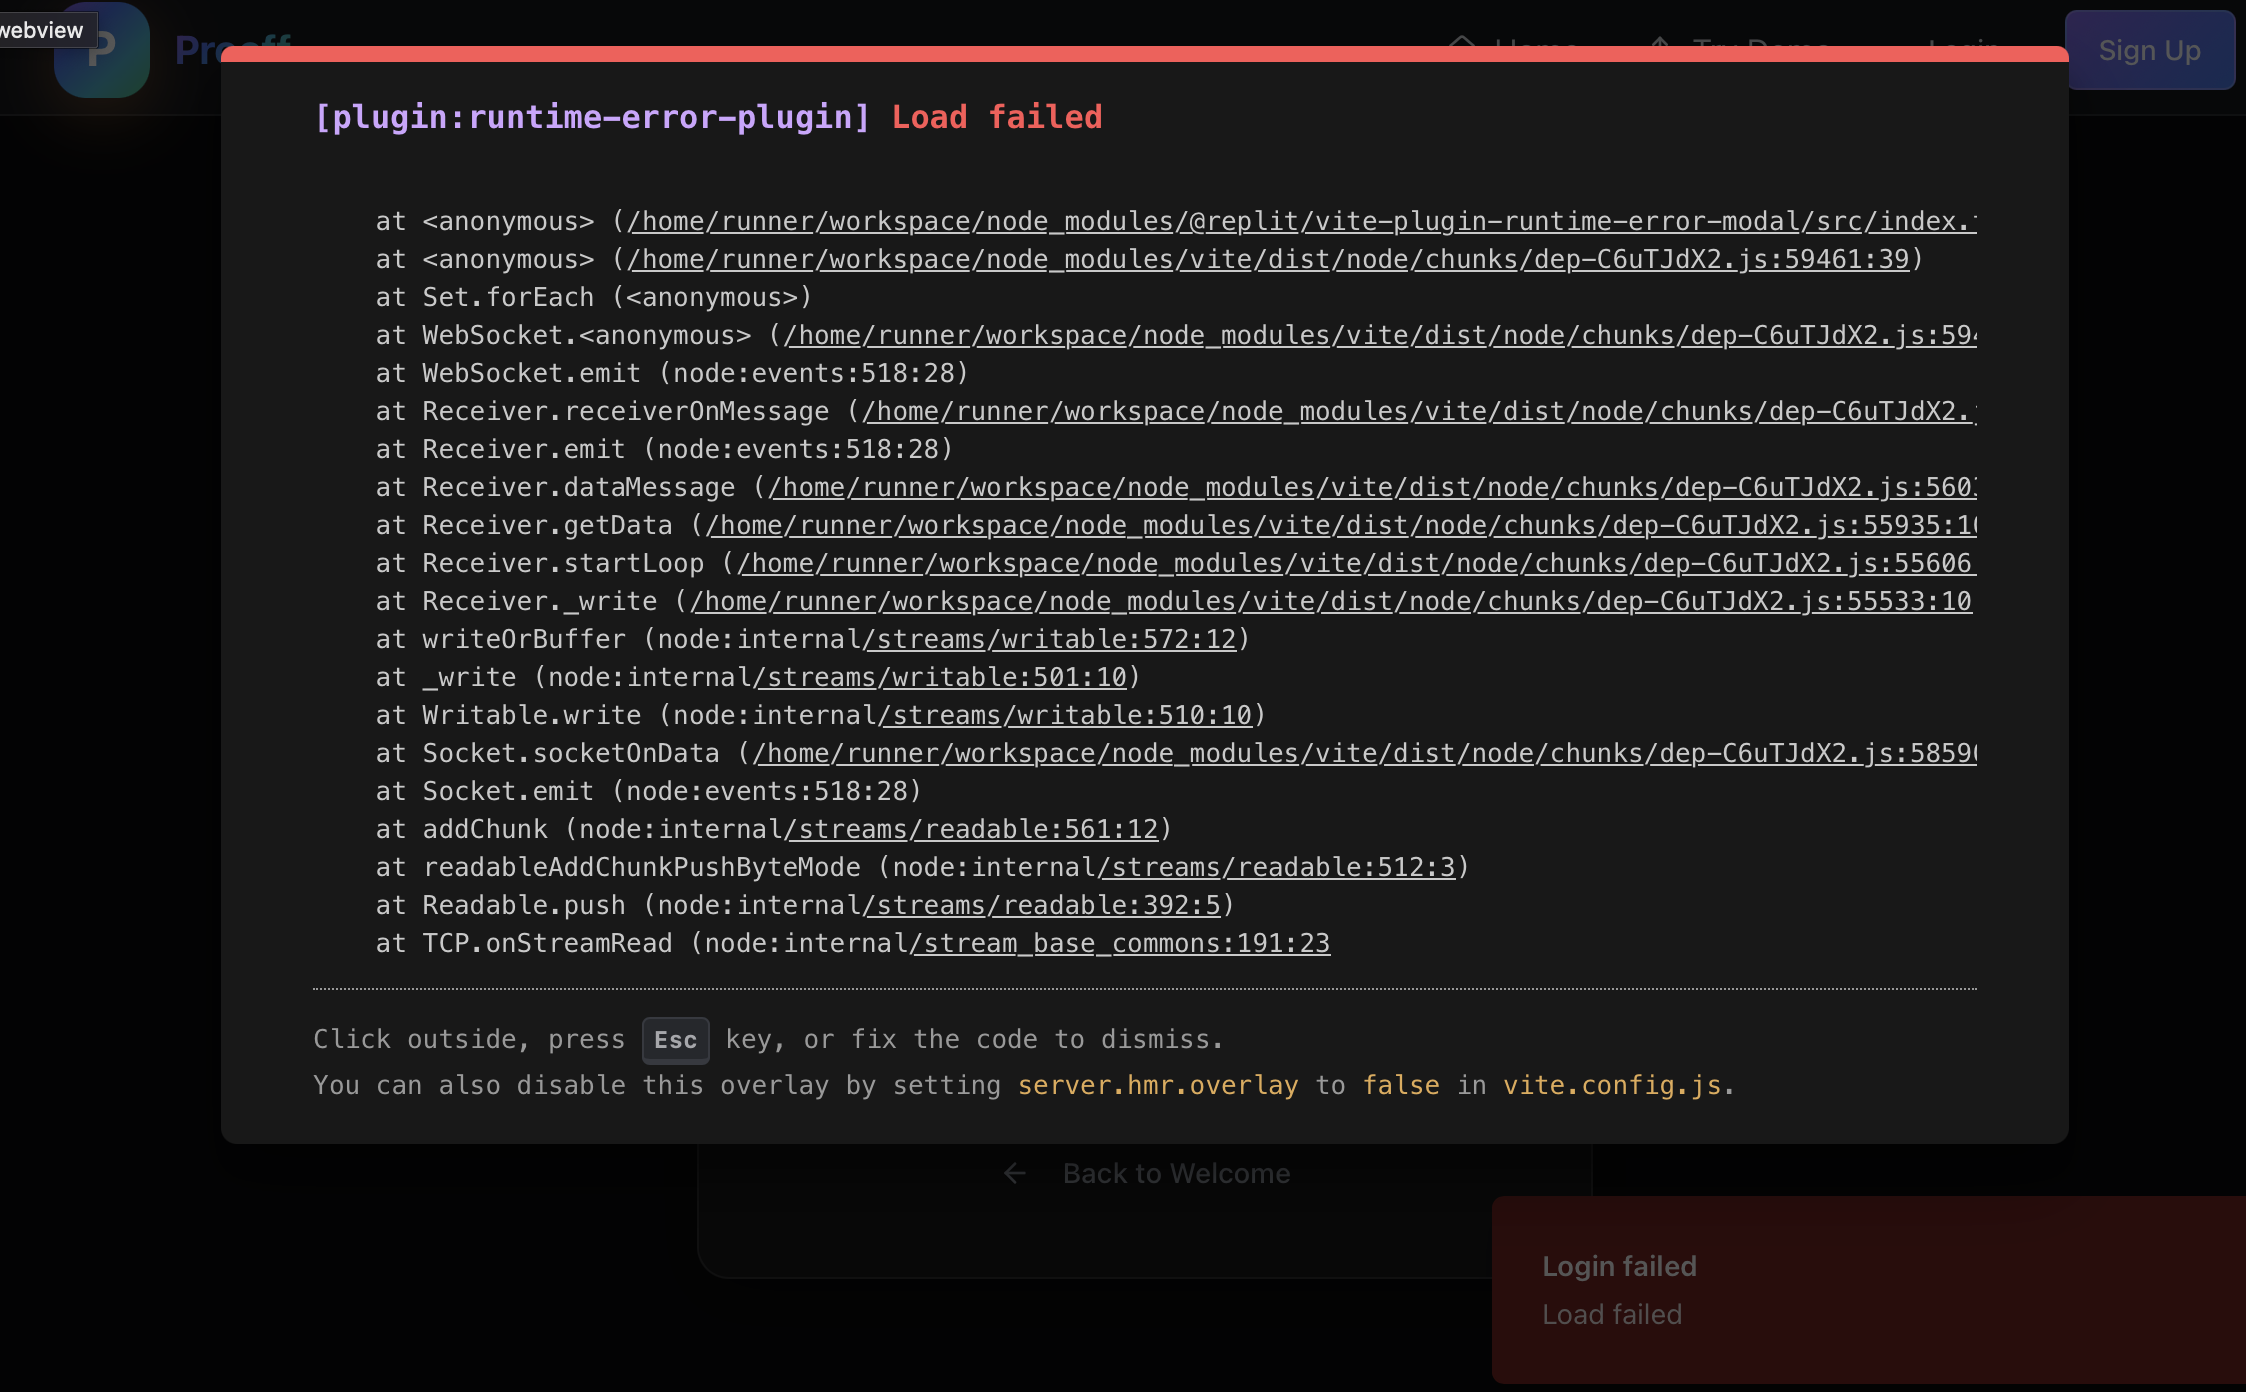 webview
P
Sign Up
[plugin:runtime-error-plugin] Load failed
at <anonymous> (/home/runner/workspace/node_modules/@replit/vite-plugin-runtime-error-modal/src/index.
at <anonymous> (/home/runner/workspace/node_modules/vite/dist/node/chunks/dep-C6uTJdX2.js:59461:39)
at Set.forEach (<anonymous>)
at WebSocket.<anonymous> (/home/runner/workspace/node_modules/vite/dist/node/chunks/dep-C6uTJdX2.js:594
at WebSocket.emit (node:events:518:28)
at Receiver.receiverOnMessage (/home/runner/workspace/node_modules/vite/dist/node/chunks/dep-C6uTJdX2.j
at Receiver.emit (node:events:518:28)
at Receiver.dataMessage (/home/runner/workspace/node_modules/vite/dist/node/chunks/dep-C6uTJdX2.js:560
at Receiver.getData (/home/runner/workspace/node_modules/vite/dist/node/chunks/dep-C6uTJdX2.js:55935:10
at Receiver.startLoop (/home/runner/workspace/node_modules/vite/dist/node/chunks/dep-C6uTJdX2.js:55606
at Receiver._write (/home/runner/workspace/node_modules/vite/dist/node/chunks/dep-C6uTJdX2.js:55533:10
at writeOrBuffer (node:internal/streams/writable:572:12)
at _write (node:internal/streams/writable:501:10)
at Writable.write (node:internal/streams/writable:510:10)
at Socket.socketOnData (/home/runner/workspace/node_modules/vite/dist/node/chunks/dep-C6uTJdX2.js:5859
at Socket.emit (node:events:518:28)
at addChunk (node:internal/streams/readable:561:12)
at readableAddChunkPushByteMode (node:internal/streams/readable:512:3)
at Readable.push (node:internal/streams/readable:392:5)
at TCP.onStreamRead (node:internal/stream_base_commons:191:23
Click outside, press Esc key, or fix the code to dismiss.
You can also disable this overlay by setting server.hmr.overlay to false in vite.config.js.
Back to Welcome
Login failed
Load failed